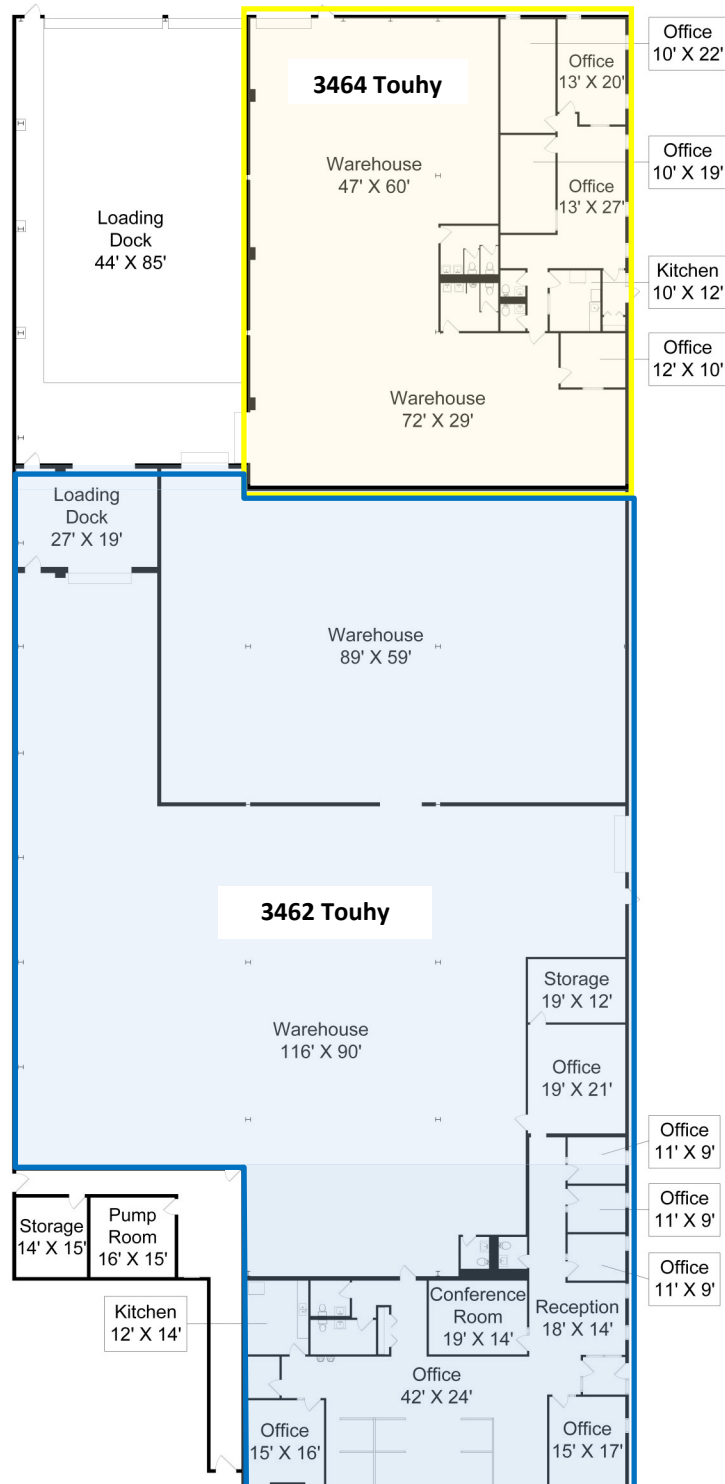 Office
10' X 22'
Office
13' X 20'
3464 Touhy
Warehouse
47' X 60'
Office
10' X 19'
Office
13' X 27'
Loading
Dock
44' X 85'
Kitchen
10' X 12'
Office
12' X 10'
Warehouse
72' X 29'
Loading
Dock
27' X 19'
Warehouse
89' X 59'
3462 Touhy
Storage
19' X 12'
Warehouse
116' X 90'
Office
19' X 21'
Office
11' X 9'
Office
11' X 9'
Storage
14' X 15'
Pump
Room
16' X 15'
Office
11' X 9'
Kitchen
12' X 14'
Conference
Room
19' X 14'
Reception
18' X 14'
Office
42' X 24'
Office
15' X 16'
Office
15' X 17'